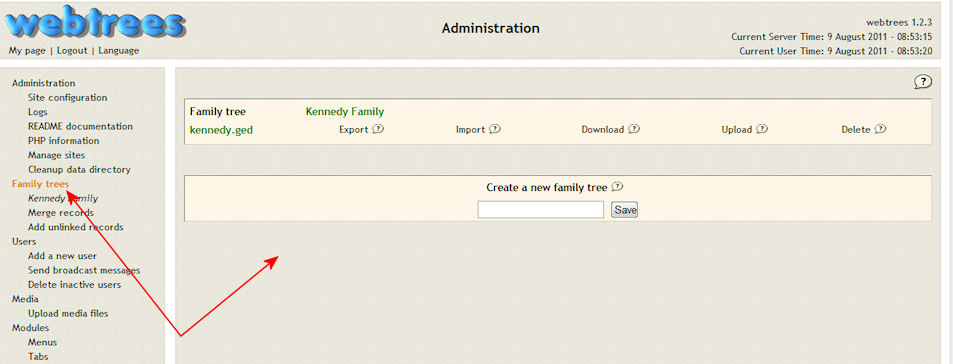 webtrees
My page | Logout | Language
Administration
webtrees 1.2.3
Current Server Time: 9 August 2011 - 08:53:15
Current User Time: 9 August 2011 - 08:53:20
Administration
Site configuration
Logs
README documentation
PHP information
Manage sites
Cleanup data directory
Family trees
Kennedy Family
Merge records
Add unlinked records
Users
Add a new user
Send broadcast messages
Delete inactive users
Media
Upload media files
Modules
Menus
Tabs
?
Family tree Kennedy Family
kennedy.ged Export ? Import ? Download ? Upload ? Delete ?
Create a new family tree ?
Save